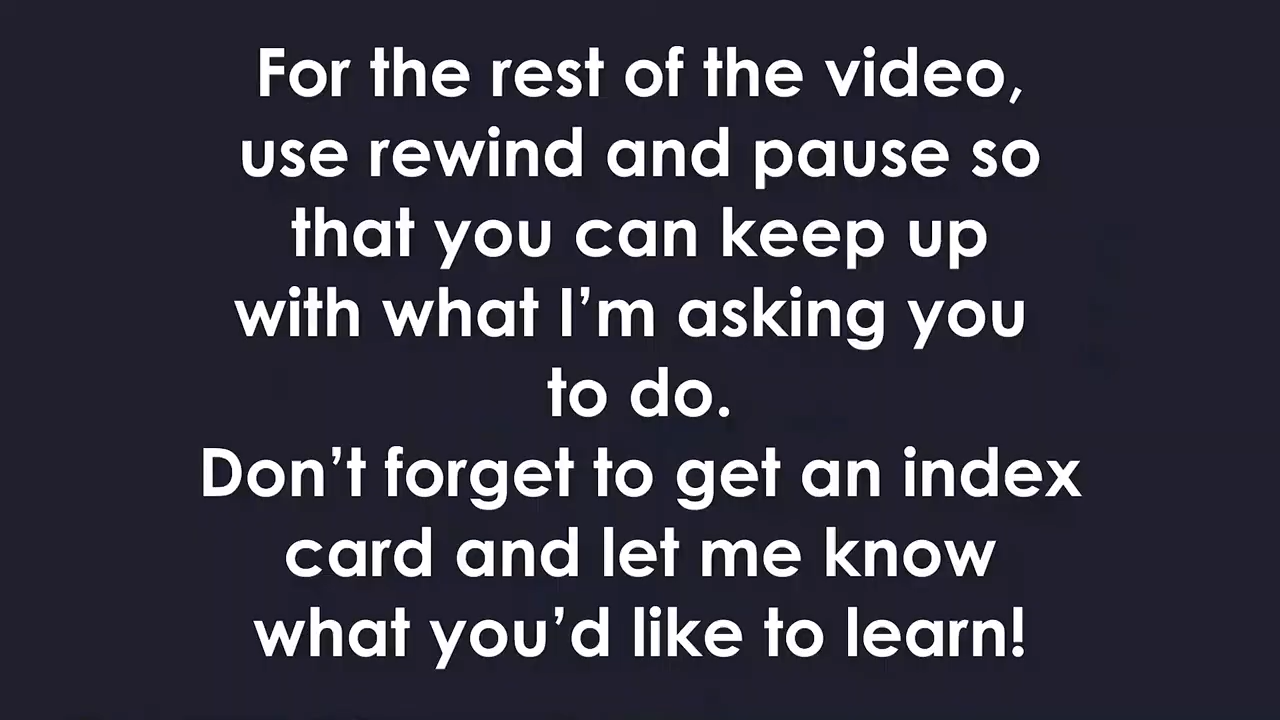 For the rest of the video,
use rewind and pause so
that you can keep up
with what I’m asking you
to do.
Don’t forget to get an index
card and let me know
what you’d like to learn!